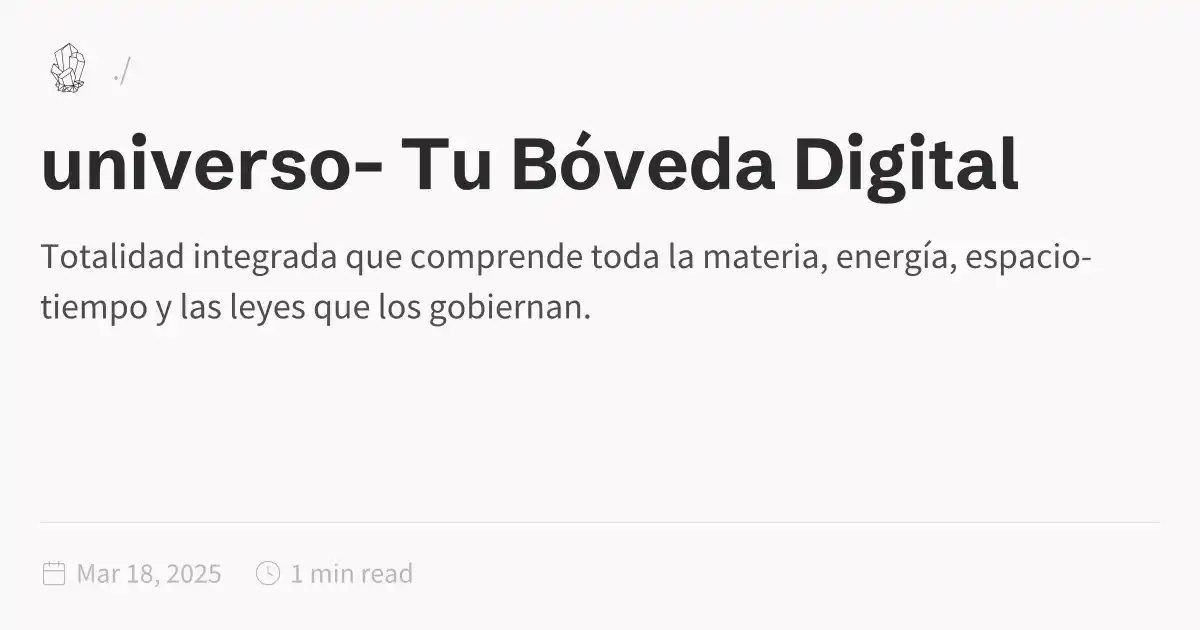 ./
universo- Tu Bóveda Digital
Totalidad integrada que comprende toda la materia, energía, espacio-
tiempo y las leyes que los gobiernan.
Mar 18, 2025 1 min read